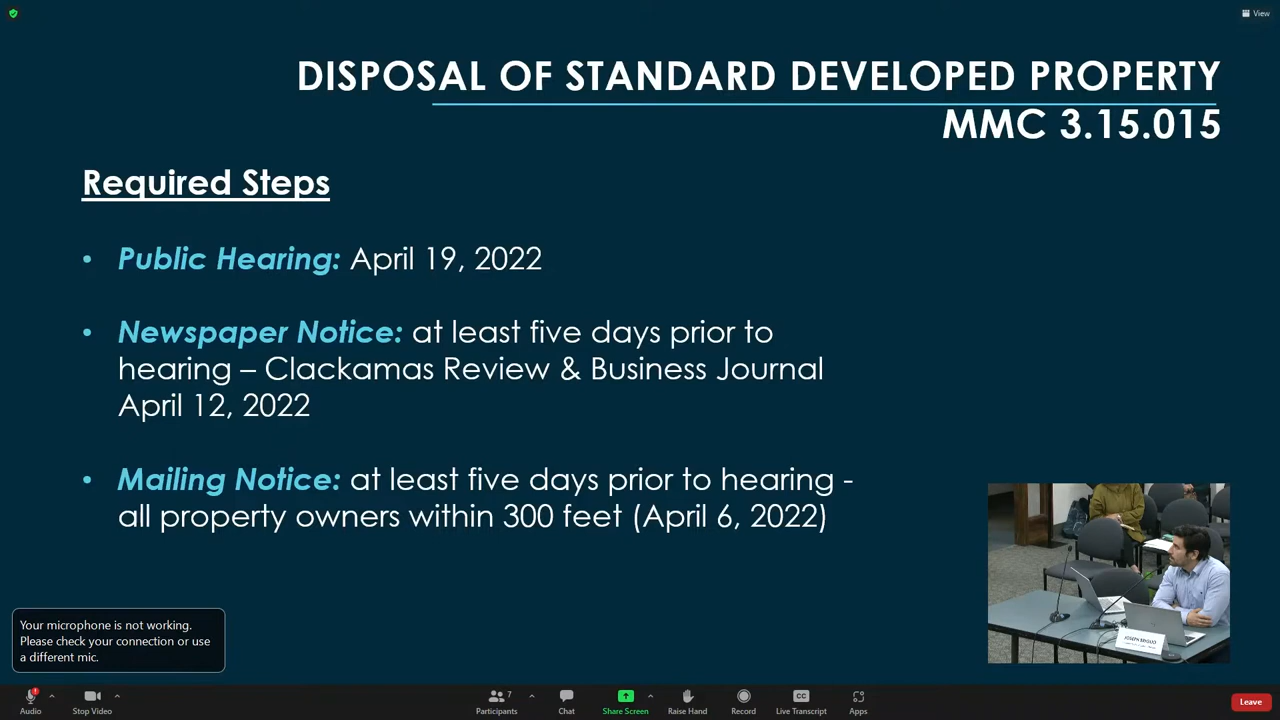 View
DISPOSAL OF STANDARD DEVELOPED PROPERTY
MMC 3.15.015
Required Steps
• Public Hearing: April 19, 2022
• Newspaper Notice: at least five days prior to
hearing – Clackamas Review & Business Journal
April 12, 2022
• Mailing Notice: at least five days prior to hearing -
all property owners within 300 feet (April 6, 2022)
Your microphone is not working.
Please check your connection or use
a different mic.
JOSEPH BRIGLIO
Audio
Stop Video
Participants
7
Chat
Share Screen
Raise Hand
Record
CC
Live Transcript
Apps
Leave